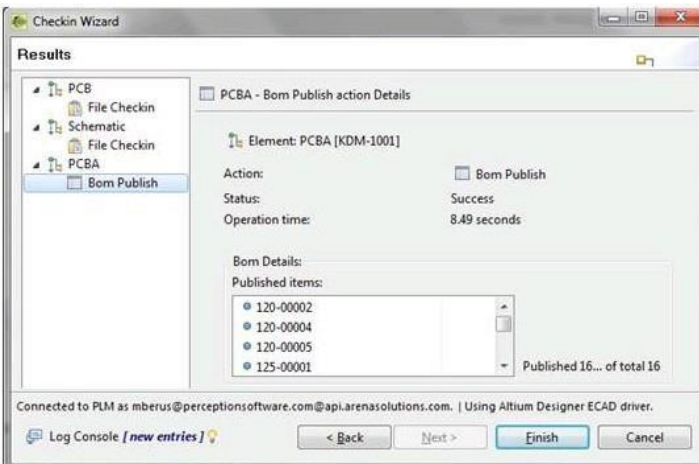 Checkin Wizard
Results
PCB
File Checkin
Schematic
File Checkin
PCBA
Bom Publish
PCBA - Bom Publish action Details
Element: PCBA [KDM-1001]
Action: Bom Publish
Status: Success
Operation time: 8.49 seconds
Bom Details:
Published items:
120-00002
120-00004
120-00005
125-00001
Published 16... of total 16
Connected to PLM as mberus@perceptionsoftware.com@api.arenasolutions.com. | Using Altium Designer ECAD driver.
Log Console [ new entries ] < Back Next > Finish Cancel